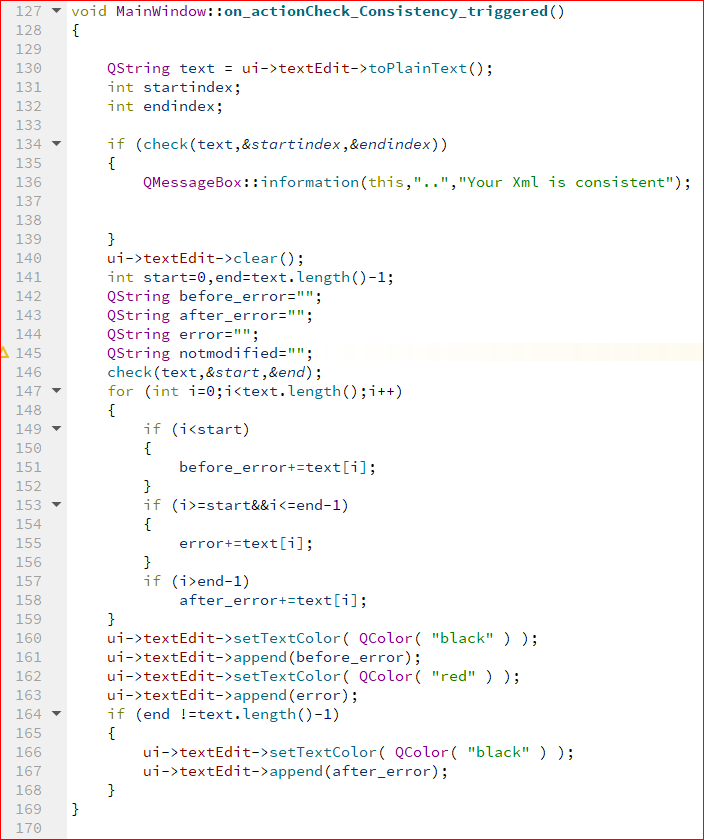 127 void MainWindow::on_actionCheck_Consistency_triggered()
128 {
129
130     QString text = ui->textEdit->toPlainText();
131     int startindex;
132     int endindex;
133
134     if (check(text,&startindex,&endindex))
135     {
136         QMessageBox::information(this,"..","Your Xml is consistent");
137
138
139     }
140     ui->textEdit->clear();
141     int start=0,end=text.length()-1;
142     QString before_error="";
143     QString after_error="";
144     QString error="";
145     QString notmodified="";
146     check(text,&start,&end);
147     for (int i=0;i<text.length();i++)
148     {
149         if (i<start)
150         {
151             before_error+=text[i];
152         }
153         if (i>=start&&i<=end-1)
154         {
155             error+=text[i];
156         }
157         if (i>end-1)
158             after_error+=text[i];
159     }
160     ui->textEdit->setTextColor( QColor( "black" ) );
161     ui->textEdit->append(before_error);
162     ui->textEdit->setTextColor( QColor( "red" ) );
163     ui->textEdit->append(error);
164     if (end !=text.length()-1)
165     {
166         ui->textEdit->setTextColor( QColor( "black" ) );
167         ui->textEdit->append(after_error);
168     }
169 }
170